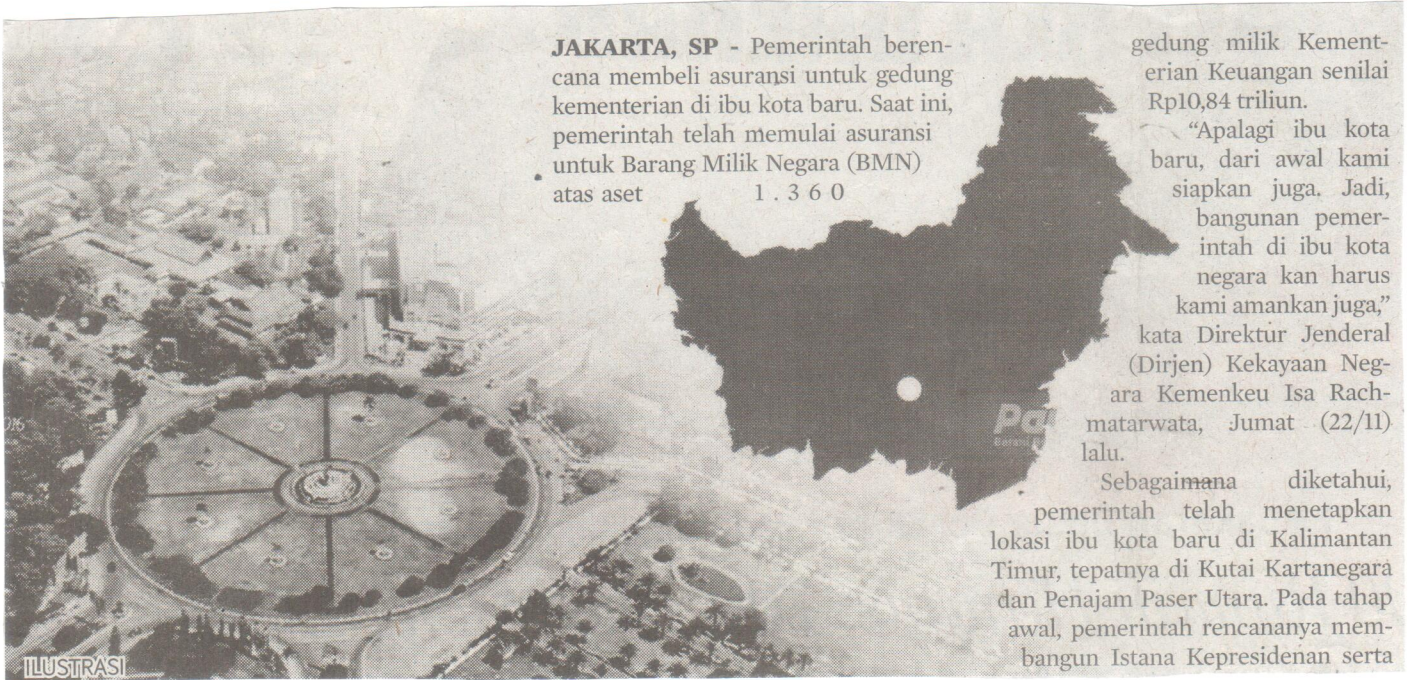 JAKARTA, SP - Pemerintah beren-
cana membeli asuransi untuk gedung
kementerian di ibu kota baru. Saat ini,
pemerintah telah memulai asuransi
untuk Barang Milik Negara (BMN)
atas aset 1.360
gedung milik Kement-
erian Keuangan senilai
Rp10,84 triliun.
“Apalagi ibu kota
baru, dari awal kami
siapkan juga. Jadi,
bangunan pemer-
intah di ibu kota
negara kan harus
kami amankan juga,”
kata Direktur Jenderal
(Dirjen) Kekayaan Neg-
ara Kemenkeu Isa Rach-
matarwata, Jumat (22/11)
lalu.
Sebagaimana diketahui,
pemerintah telah menetapkan
lokasi ibu kota baru di Kalimantan
Timur, tepatnya di Kutai Kartanegara
dan Penajam Paser Utara. Pada tahap
awal, pemerintah rencananya mem-
bangun Istana Kepresidenan serta
ILUSTRASI